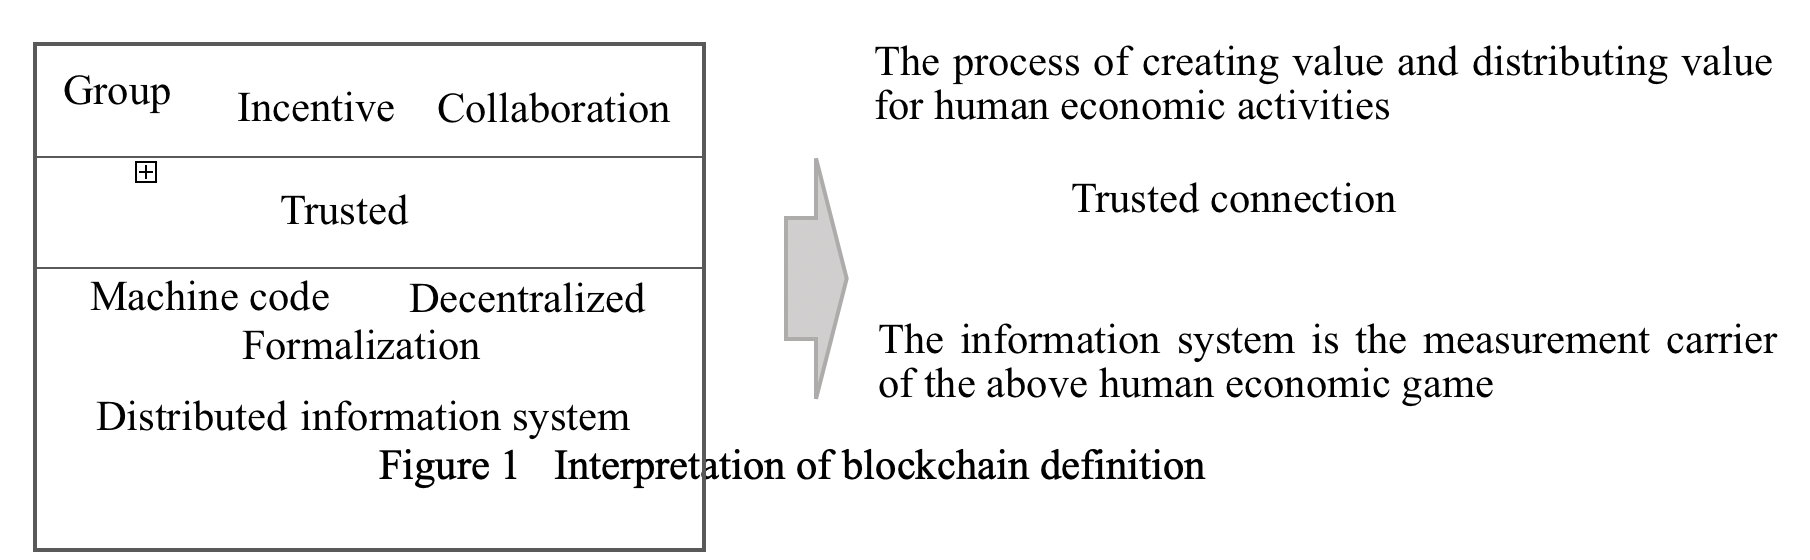 Group
Incentive
Collaboration
Trusted
Machine code
Decentralized
Formalization
Distributed information system
The process of creating value and distributing value
for human economic activities
Trusted connection
The information system is the measurement carrier
of the above human economic game
Figure 1 Interpretation of blockchain definition